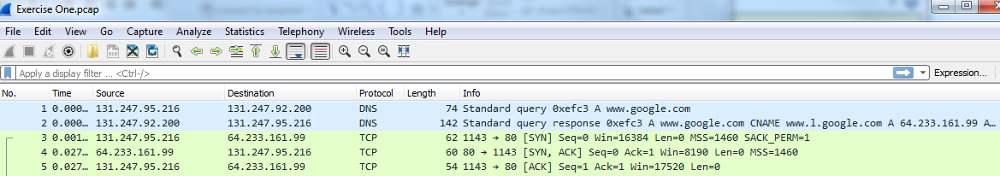 Exercise One.pcap
File Edit View Go Capture Analyze Statistics Telephony Wireless Tools Help
Apply a display filter ... <Ctrl-/> Expression...
No. Time Source Destination Protocol Length Info
1 0.000… 131.247.95.216 131.247.92.200 DNS 74 Standard query 0xefc3 A www.google.com
2 0.000… 131.247.92.200 131.247.95.216 DNS 142 Standard query response 0xefc3 A www.google.com CNAME www.l.google.com A 64.233.161.99 A…
3 0.001… 131.247.95.216 64.233.161.99 TCP 62 1143 → 80 [SYN] Seq=0 Win=16384 Len=0 MSS=1460 SACK_PERM=1
4 0.027… 64.233.161.99 131.247.95.216 TCP 60 80 → 1143 [SYN, ACK] Seq=0 Ack=1 Win=8190 Len=0 MSS=1460
5 0.027… 131.247.95.216 64.233.161.99 TCP 54 1143 → 80 [ACK] Seq=1 Ack=1 Win=17520 Len=0